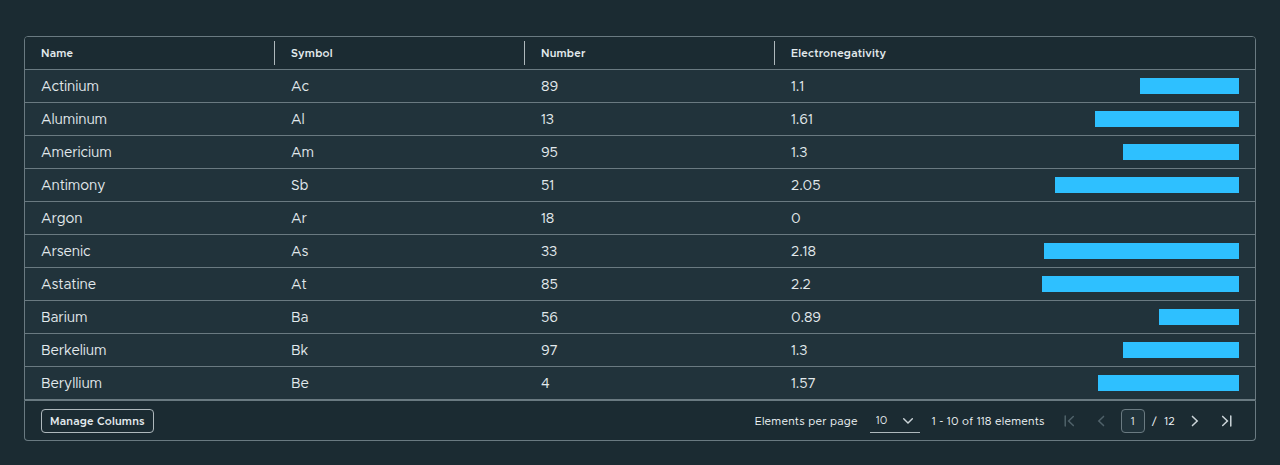 Name Symbol Number Electronegativity
Actinium Ac 89 1.1
Aluminum Al 13 1.61
Americium Am 95 1.3
Antimony Sb 51 2.05
Argon Ar 18 0
Arsenic As 33 2.18
Astatine At 85 2.2
Barium Ba 56 0.89
Berkelium Bk 97 1.3
Beryllium Be 4 1.57
Manage Columns Elements per page 10 1 - 10 of 118 elements 1 / 12